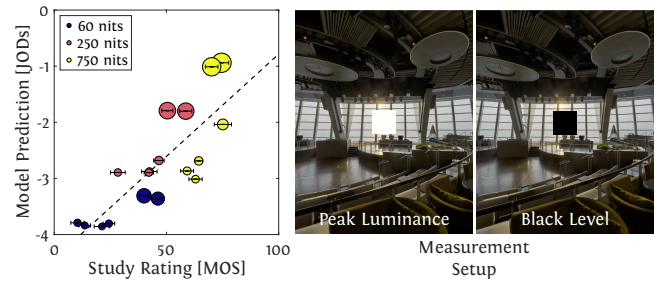 0
-1
-2
-3
-4
Model Prediction [JODs]
60 nits
250 nits
750 nits
0
50
100
Study Rating [MOS]
Peak Luminance
Black Level
Measurement
Setup